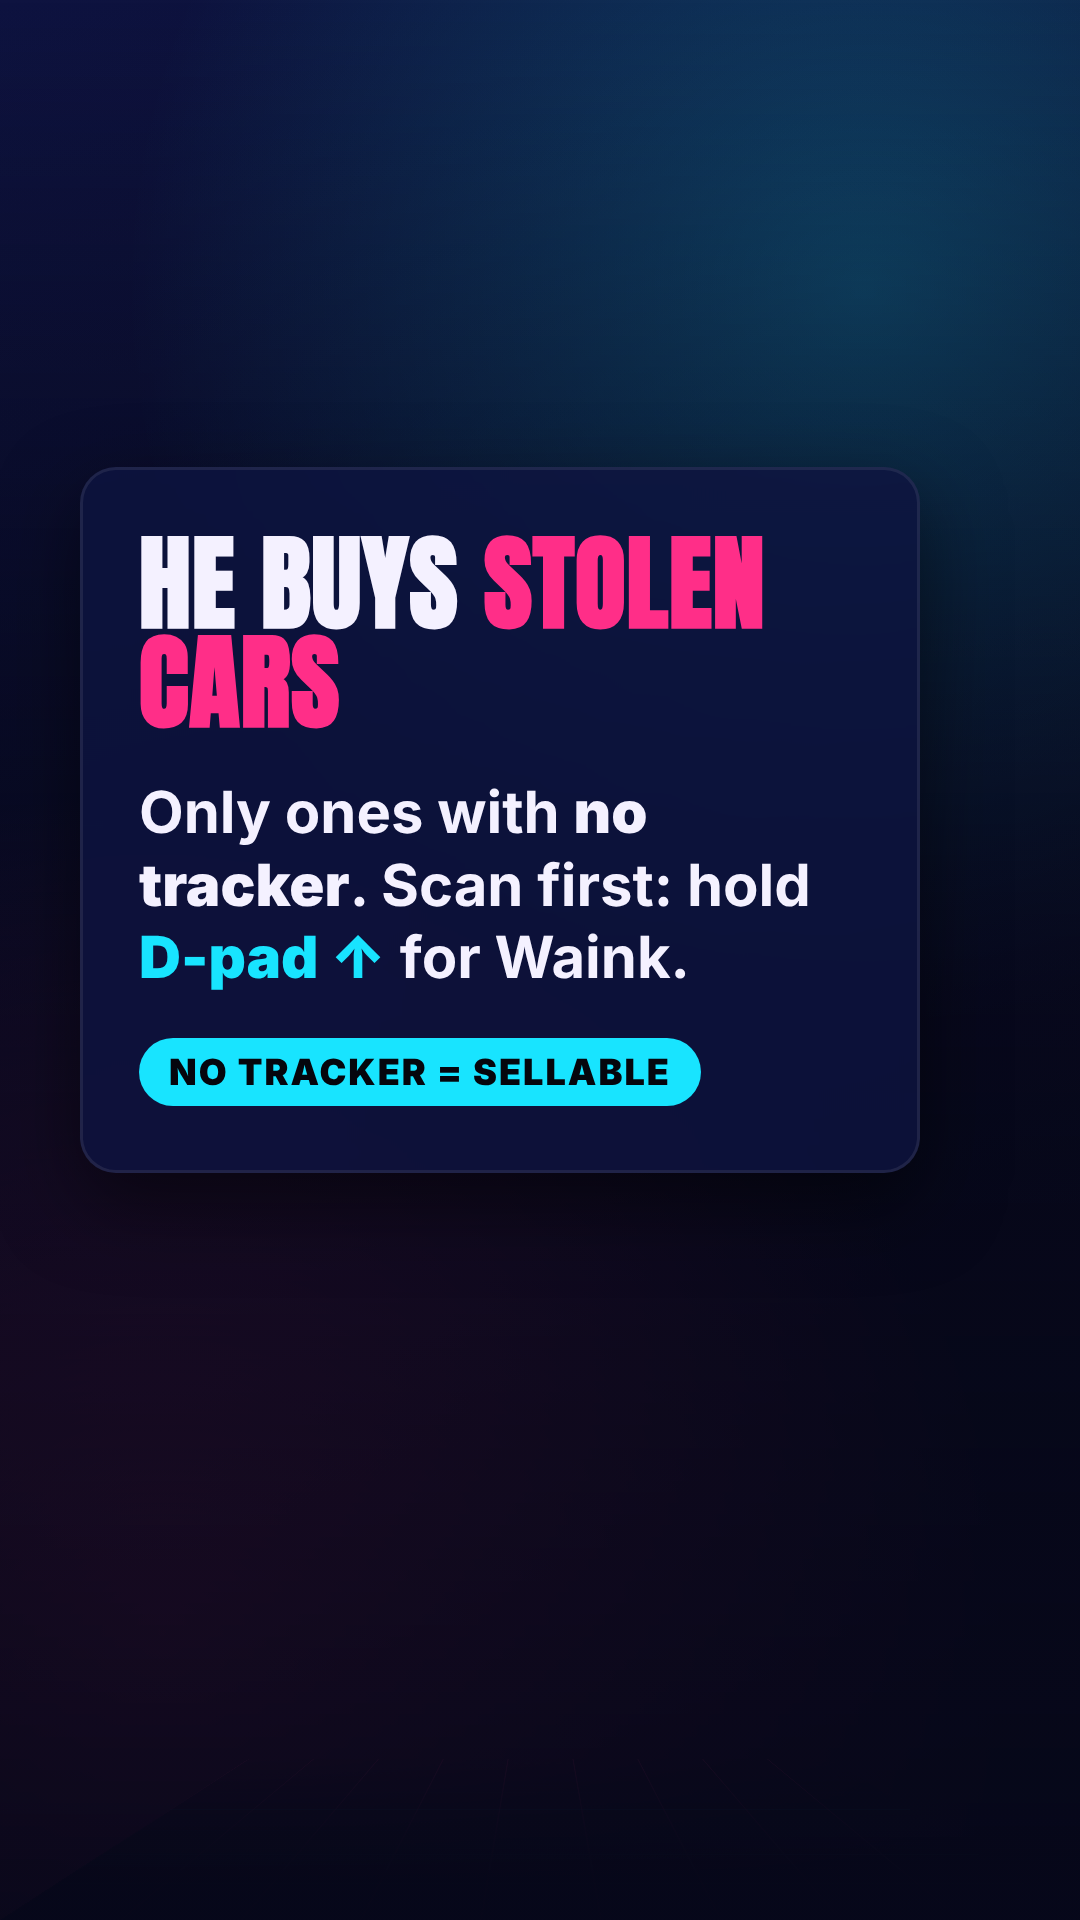 HE BUYS STOLEN
CARS
Only ones with no
tracker. Scan first: hold
D-pad ↑ for Waink.
NO TRACKER = SELLABLE